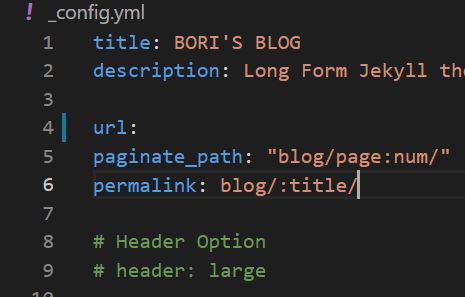 ! _config.yml
1 title: BORI'S BLOG
2 description: Long Form Jekyll the
3
4 url:
5 paginate_path: "blog/page:num/"
6 permalink: blog/:title/
7
8 # Header Option
9 # header: large
10